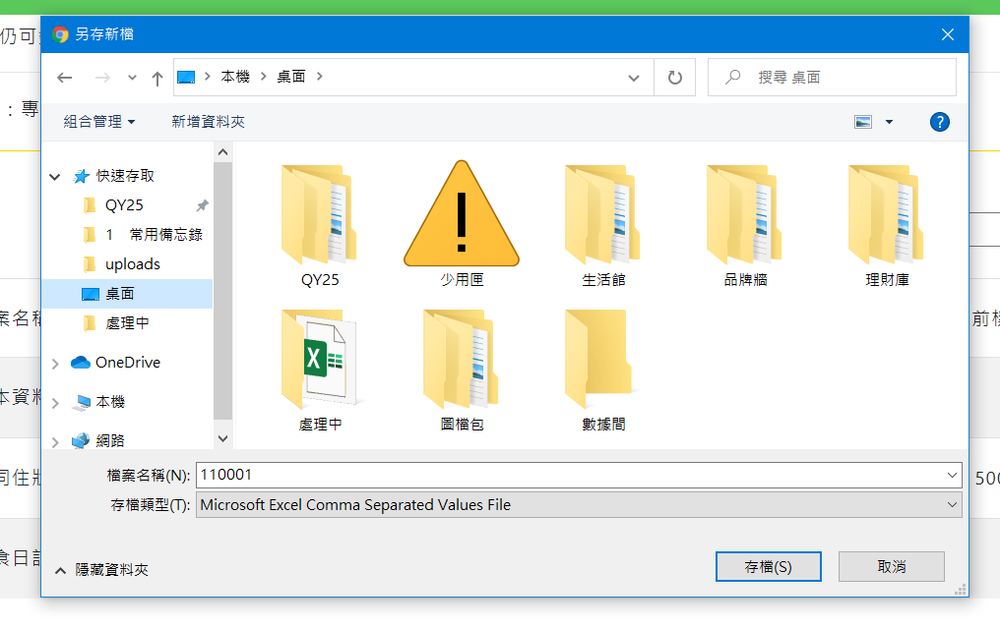 另存新檔
仍可
本機 桌面
搜尋 桌面
：專
組合管理 新增資料夾
快速存取
QY25
1 常用備忘錄
uploads
桌面
處理中
OneDrive
本機
網路
QY25 少用匣 生活館 品牌牆 理財庫
處理中 圖檔包 數據間
案名稱
前檔
本資料
檔案名稱(N): 110001
同住狀
500
存檔類型(T): Microsoft Excel Comma Separated Values File
食日記
隱藏資料夾
存檔(S) 取消